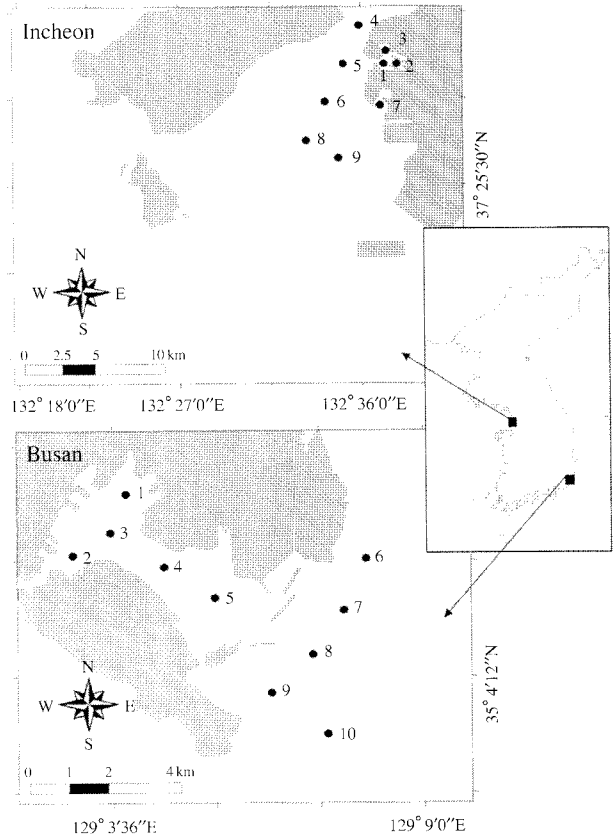 Incheon
4
3
5
1 2
6
7
8
9
37° 25′30″N
N
W E
S
0 2.5 5 10 km
132° 18′0″E 132° 27′0″E 132° 36′0″E
Busan
1
3
2
4
6
5
7
8
9
10
35° 4′12″N
N
W E
S
0 1 2 4 km
129° 3′36″E 129° 9′0″E